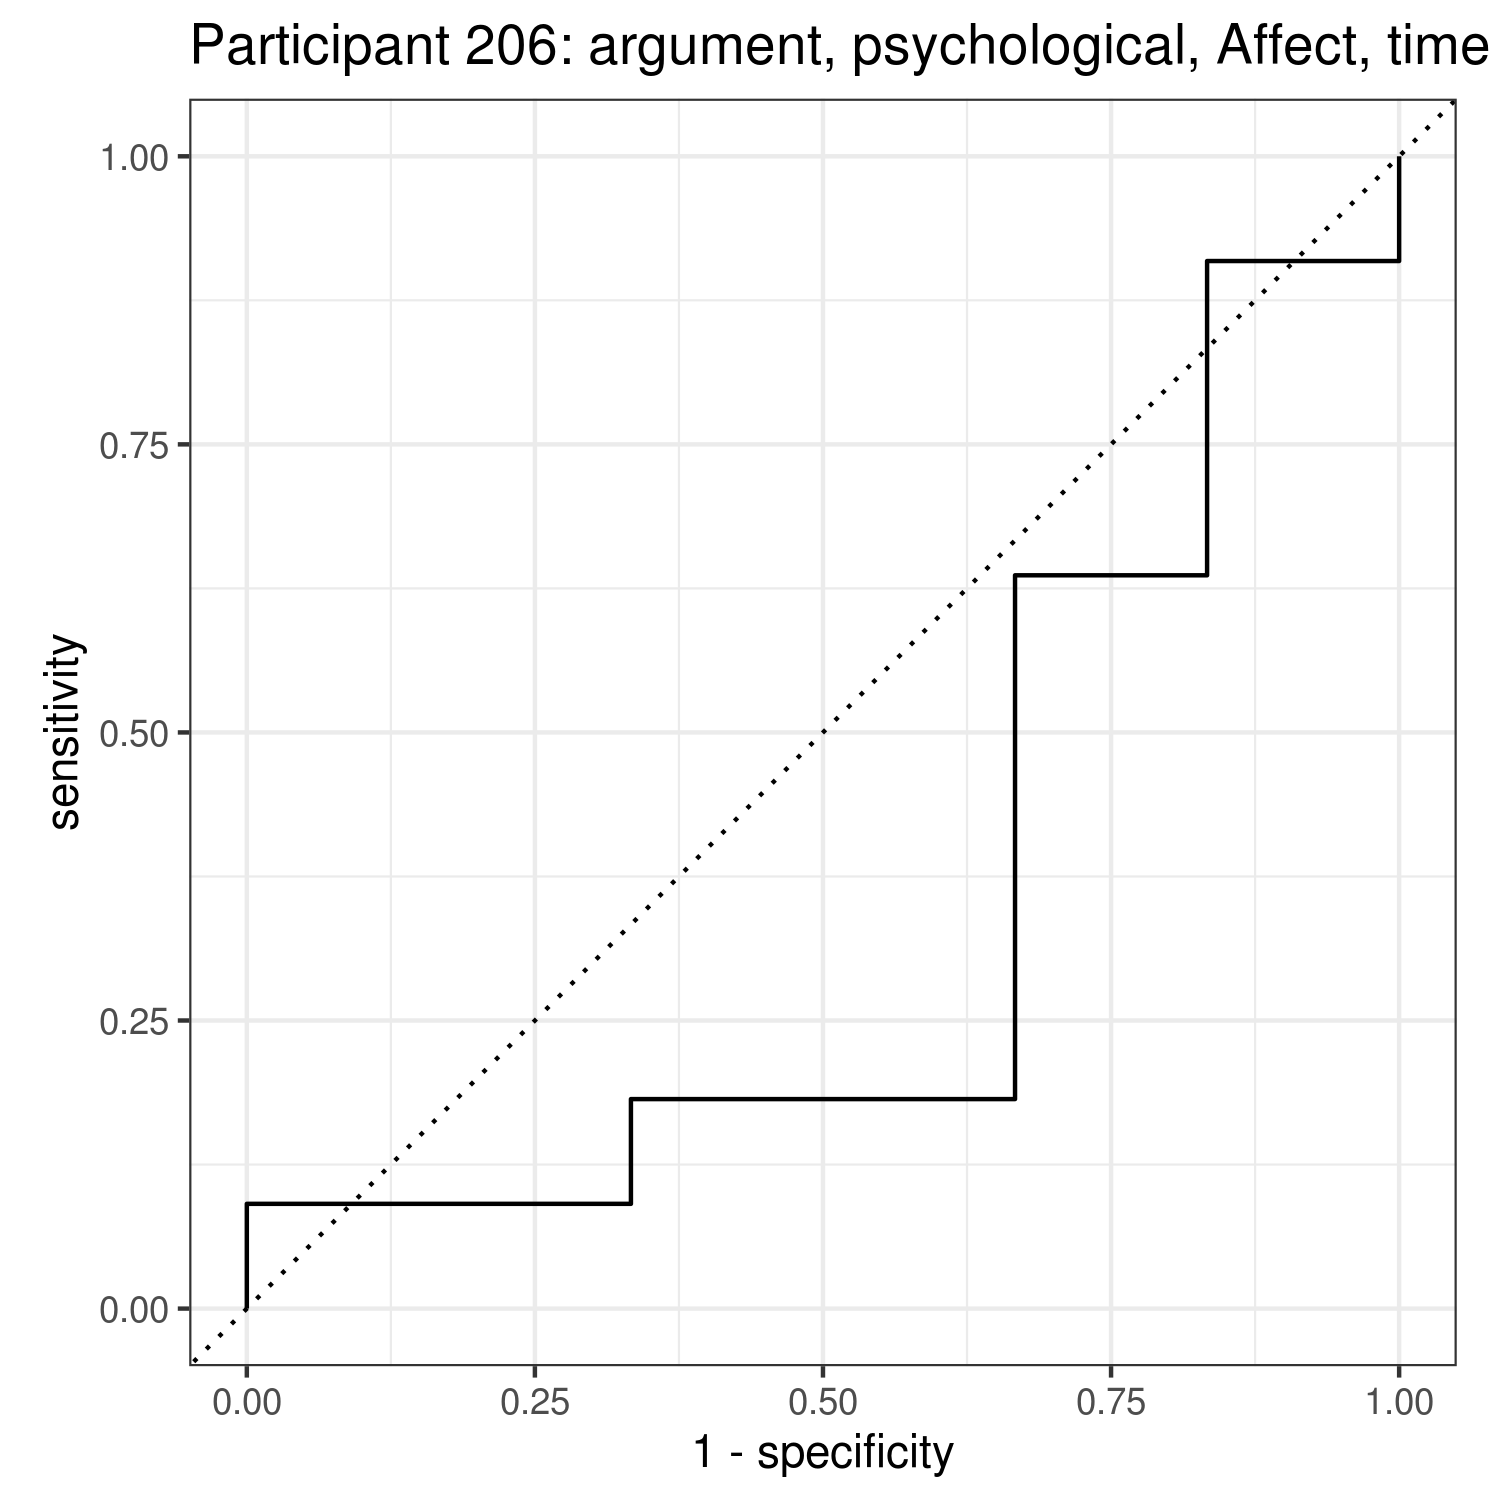 Participant 206: argument, psychological, Affect, time
1.00
0.75
0.50
0.25
0.00
sensitivity
0.00 0.25 0.50 0.75 1.00
1 - specificity